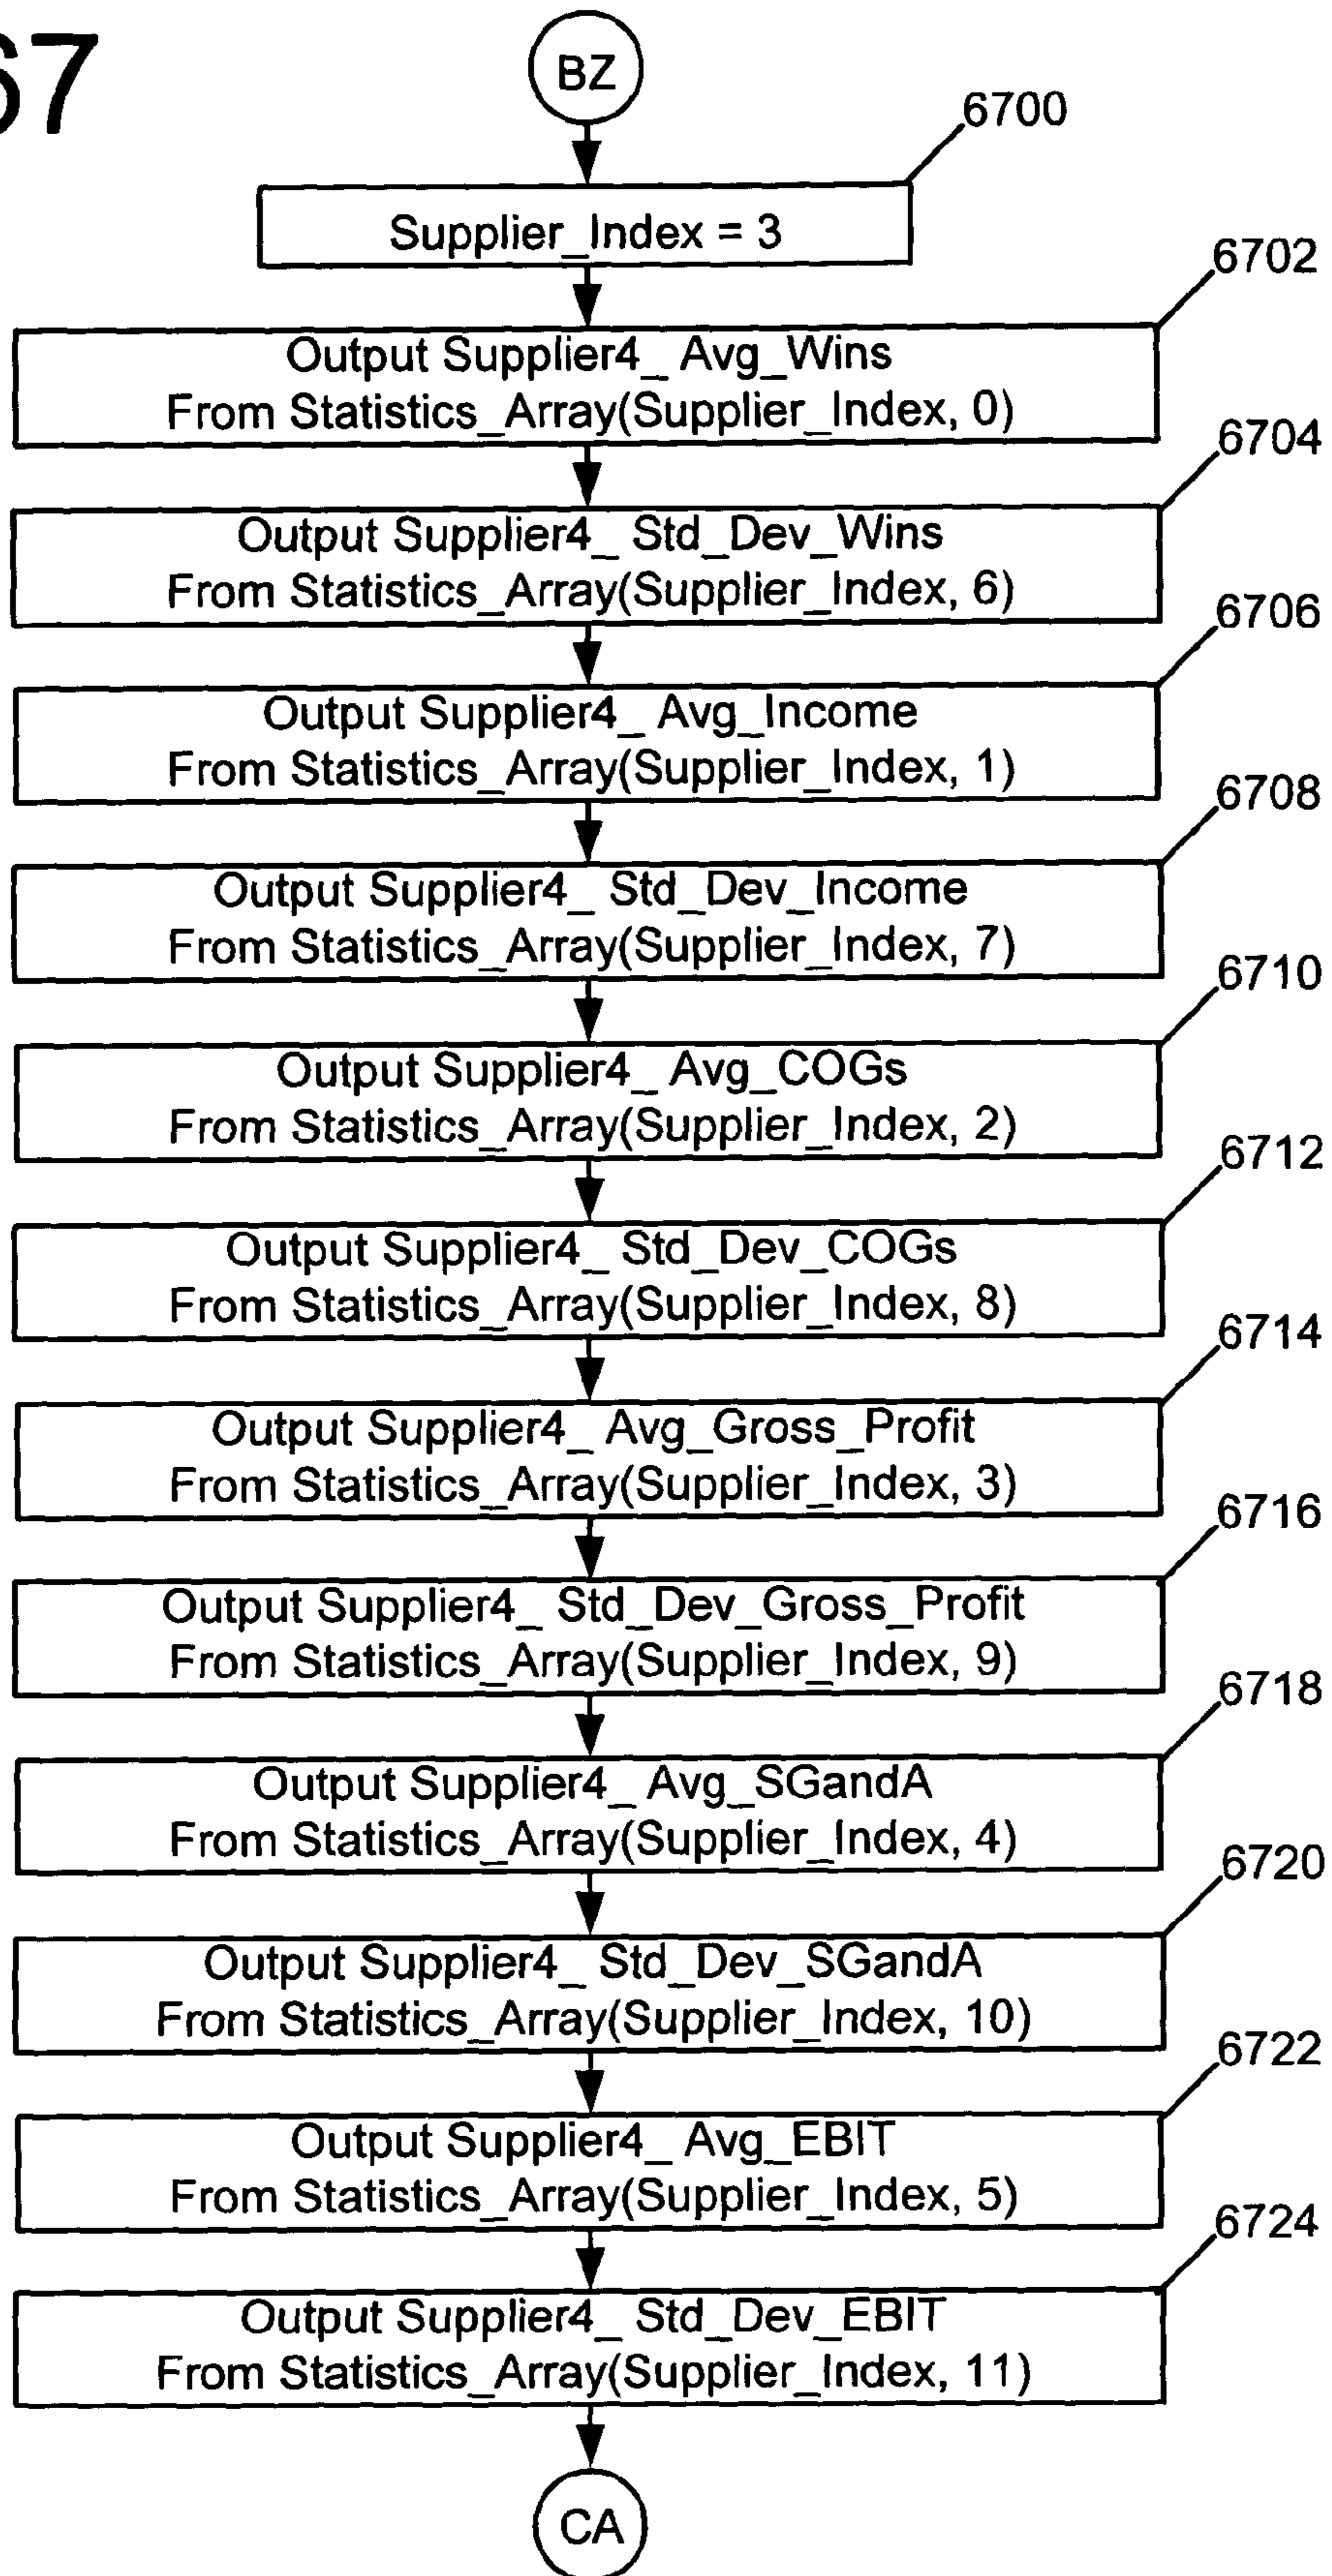 67
BZ
6700
Supplier_Index = 3
6702
Output Supplier4_ Avg_Wins
From Statistics_Array(Supplier_Index, 0)
6704
Output Supplier4_ Std_Dev_Wins
From Statistics_Array(Supplier_Index, 6)
6706
Output Supplier4_ Avg_Income
From Statistics_Array(Supplier_Index, 1)
6708
Output Supplier4_ Std_Dev_Income
From Statistics_Array(Supplier_Index, 7)
6710
Output Supplier4_ Avg_COGs
From Statistics_Array(Supplier_Index, 2)
6712
Output Supplier4_ Std_Dev_COGs
From Statistics_Array(Supplier_Index, 8)
6714
Output Supplier4_ Avg_Gross_Profit
From Statistics_Array(Supplier_Index, 3)
6716
Output Supplier4_ Std_Dev_Gross_Profit
From Statistics_Array(Supplier_Index, 9)
6718
Output Supplier4_ Avg_SGandA
From Statistics_Array(Supplier_Index, 4)
6720
Output Supplier4_ Std_Dev_SGandA
From Statistics_Array(Supplier_Index, 10)
6722
Output Supplier4_ Avg_EBIT
From Statistics_Array(Supplier_Index, 5)
6724
Output Supplier4_ Std_Dev_EBIT
From Statistics_Array(Supplier_Index, 11)
CA